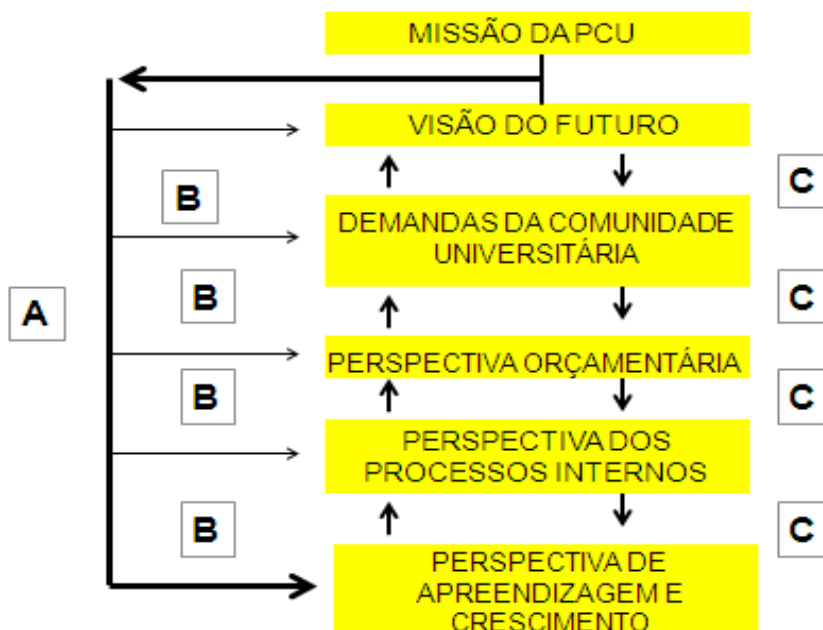 MISSÃO DA PCU
VISÃO DO FUTURO
C
B
DEMANDAS DA COMUNIDADE
UNIVERSITÁRIA
A
B
C
PERSPECTIVA ORÇAMENTÁRIA
B
C
PERSPECTIVA DOS
PROCESSOS INTERNOS
B
C
PERSPECTIVA DE
APREENDIZAGEM E
CRESCIMENTO